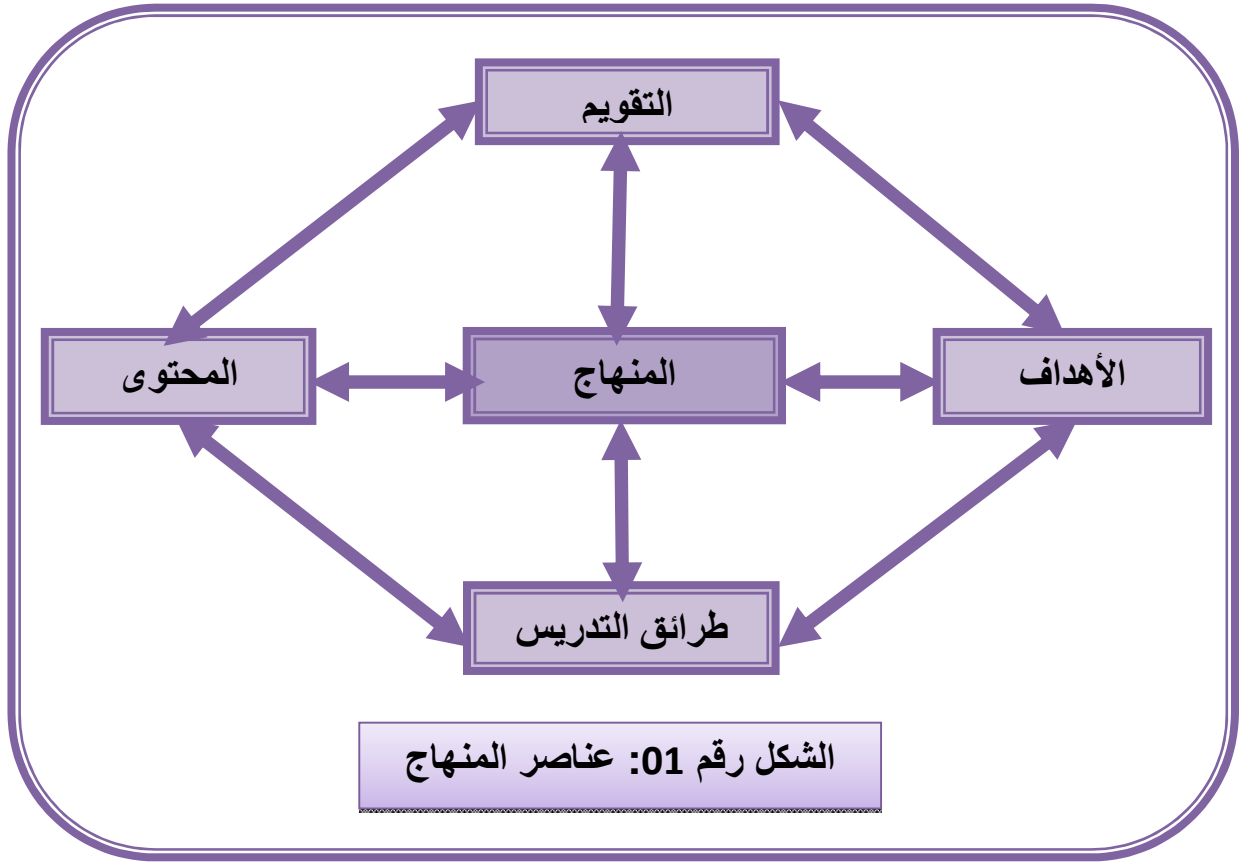 التقويم
الأهداف
المنهاج
المحتوى
طرائق التدريس
الشكل رقم 01: عناصر المنهاج